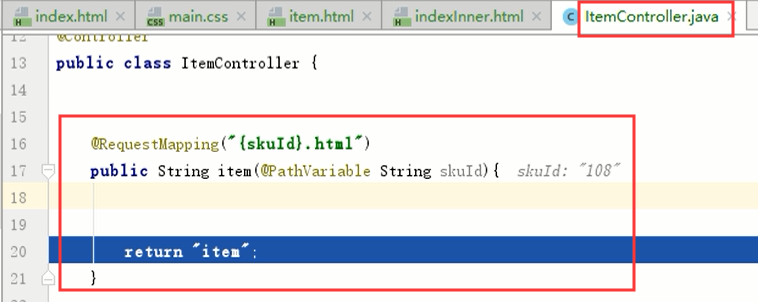 index.html × main.css × item.html × indexInner.html × ItemController.java ×
12 @Controller
13 public class ItemController {
14
15
16 @RequestMapping("{skuId}.html")
17 public String item(@PathVariable String skuId){ skuId: "108"
18
19
20 return "item";
21 }